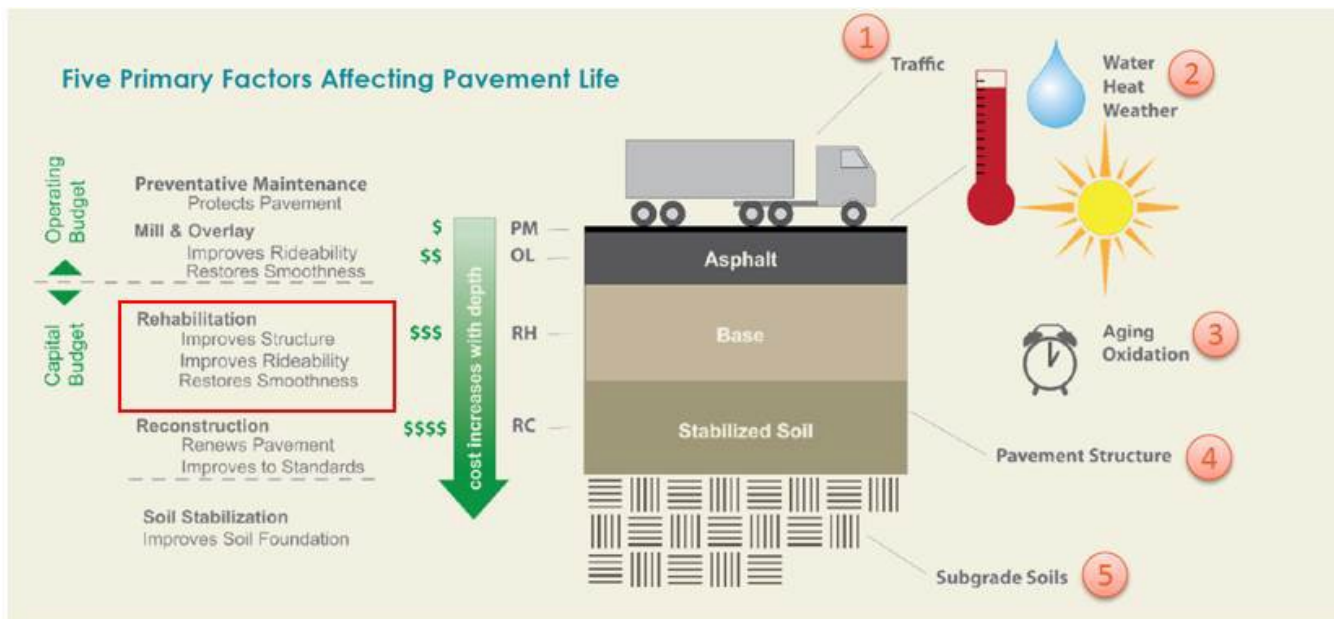 Five Primary Factors Affecting Pavement Life
Operating
Budget
Capital
Budget
Preventative Maintenance
Protects Pavement
Mill & Overlay
Improves Rideability
Restores Smoothness
Rehabilitation
Improves Structure
Improves Rideability
Restores Smoothness
Reconstruction
Renews Pavement
Improves to Standards
Soil Stabilization
Improves Soil Foundation
$
$$
$$$
$$$$
cost increases with depth
PM
OL
RH
RC
Asphalt
Base
Stabilized Soil
1
Traffic
Water
Heat
Weather
2
Aging
Oxidation
3
Pavement Structure
4
Subgrade Soils
5